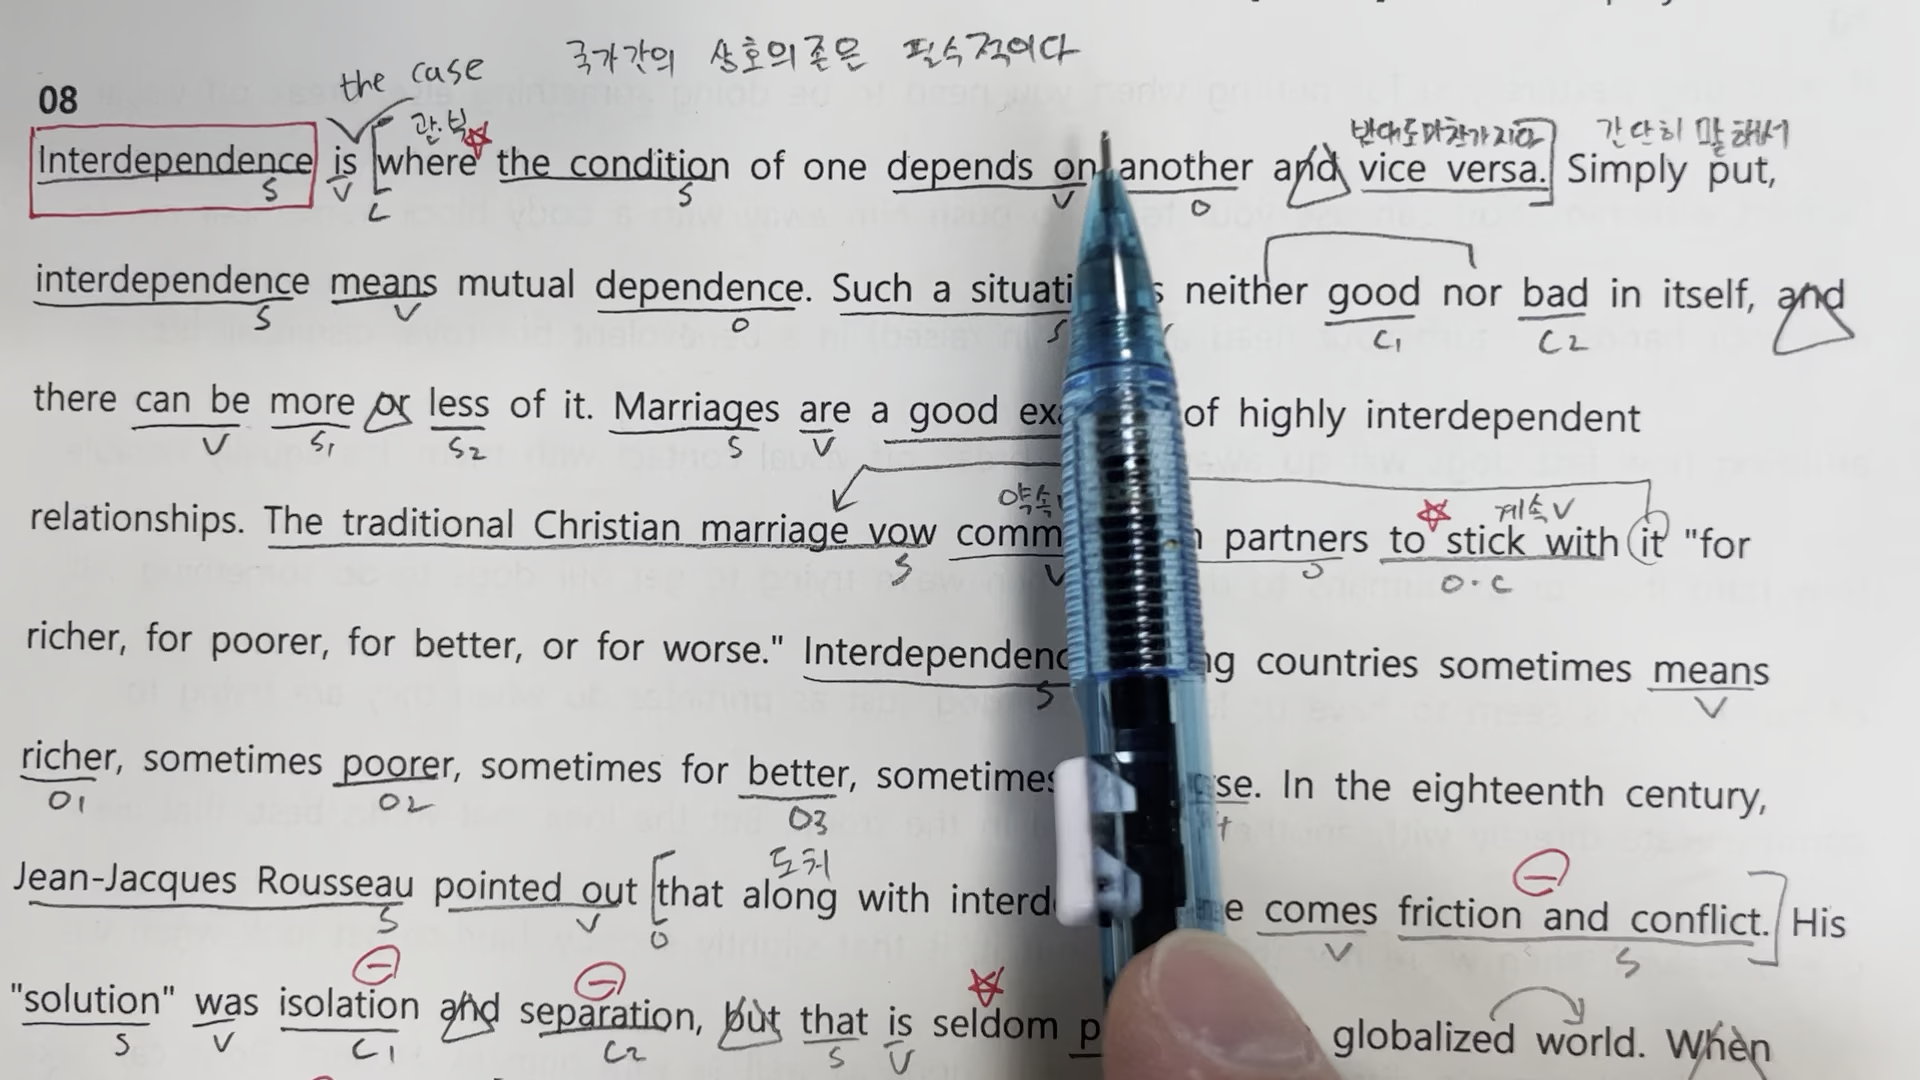 국가간의 상호의존은 필수적이다
the case
08
관.부
반대도 마찬가지다
간단히 말해서
Interdependence is where the condition of one depends on another and vice versa. Simply put,
S V C S V O
interdependence means mutual dependence. Such a situati neither good nor bad in itself, and
S V O S C1 C2
there can be more or less of it. Marriages are a good ex of highly interdependent
V S1 S2 S V
약속 계속V
relationships. The traditional Christian marriage vow comm partners to stick with it "for
S V O O.C
richer, for poorer, for better, or for worse." Interdependenc ng countries sometimes means
S V
richer, sometimes poorer, sometimes for better, sometimes se. In the eighteenth century,
O1 O2 O3
도치
Jean-Jacques Rousseau pointed out that along with interd e comes friction and conflict. His
S V O V S
"solution" was isolation and separation, but that is seldom p globalized world. When
S V C1 C2 S V